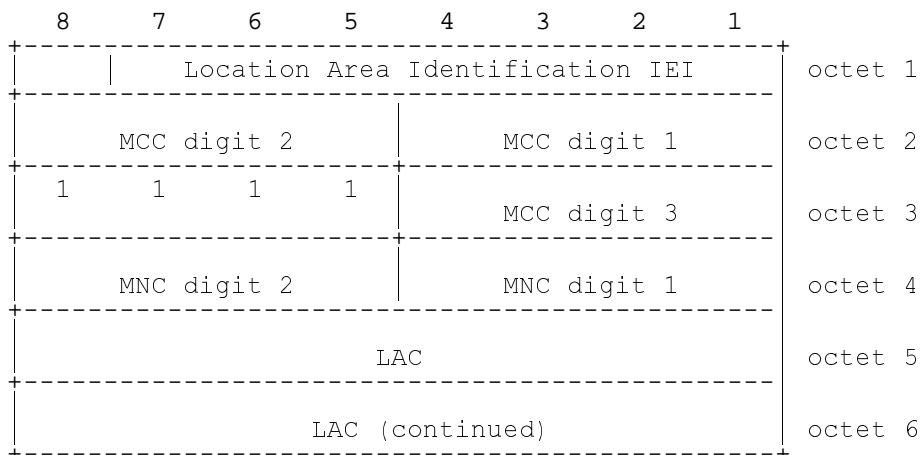 8 7 6 5 4 3 2 1
Location Area Identification IEI octet 1
MCC digit 2 MCC digit 1 octet 2
1 1 1 1
MCC digit 3 octet 3
MNC digit 2 MNC digit 1 octet 4
LAC octet 5
LAC (continued) octet 6